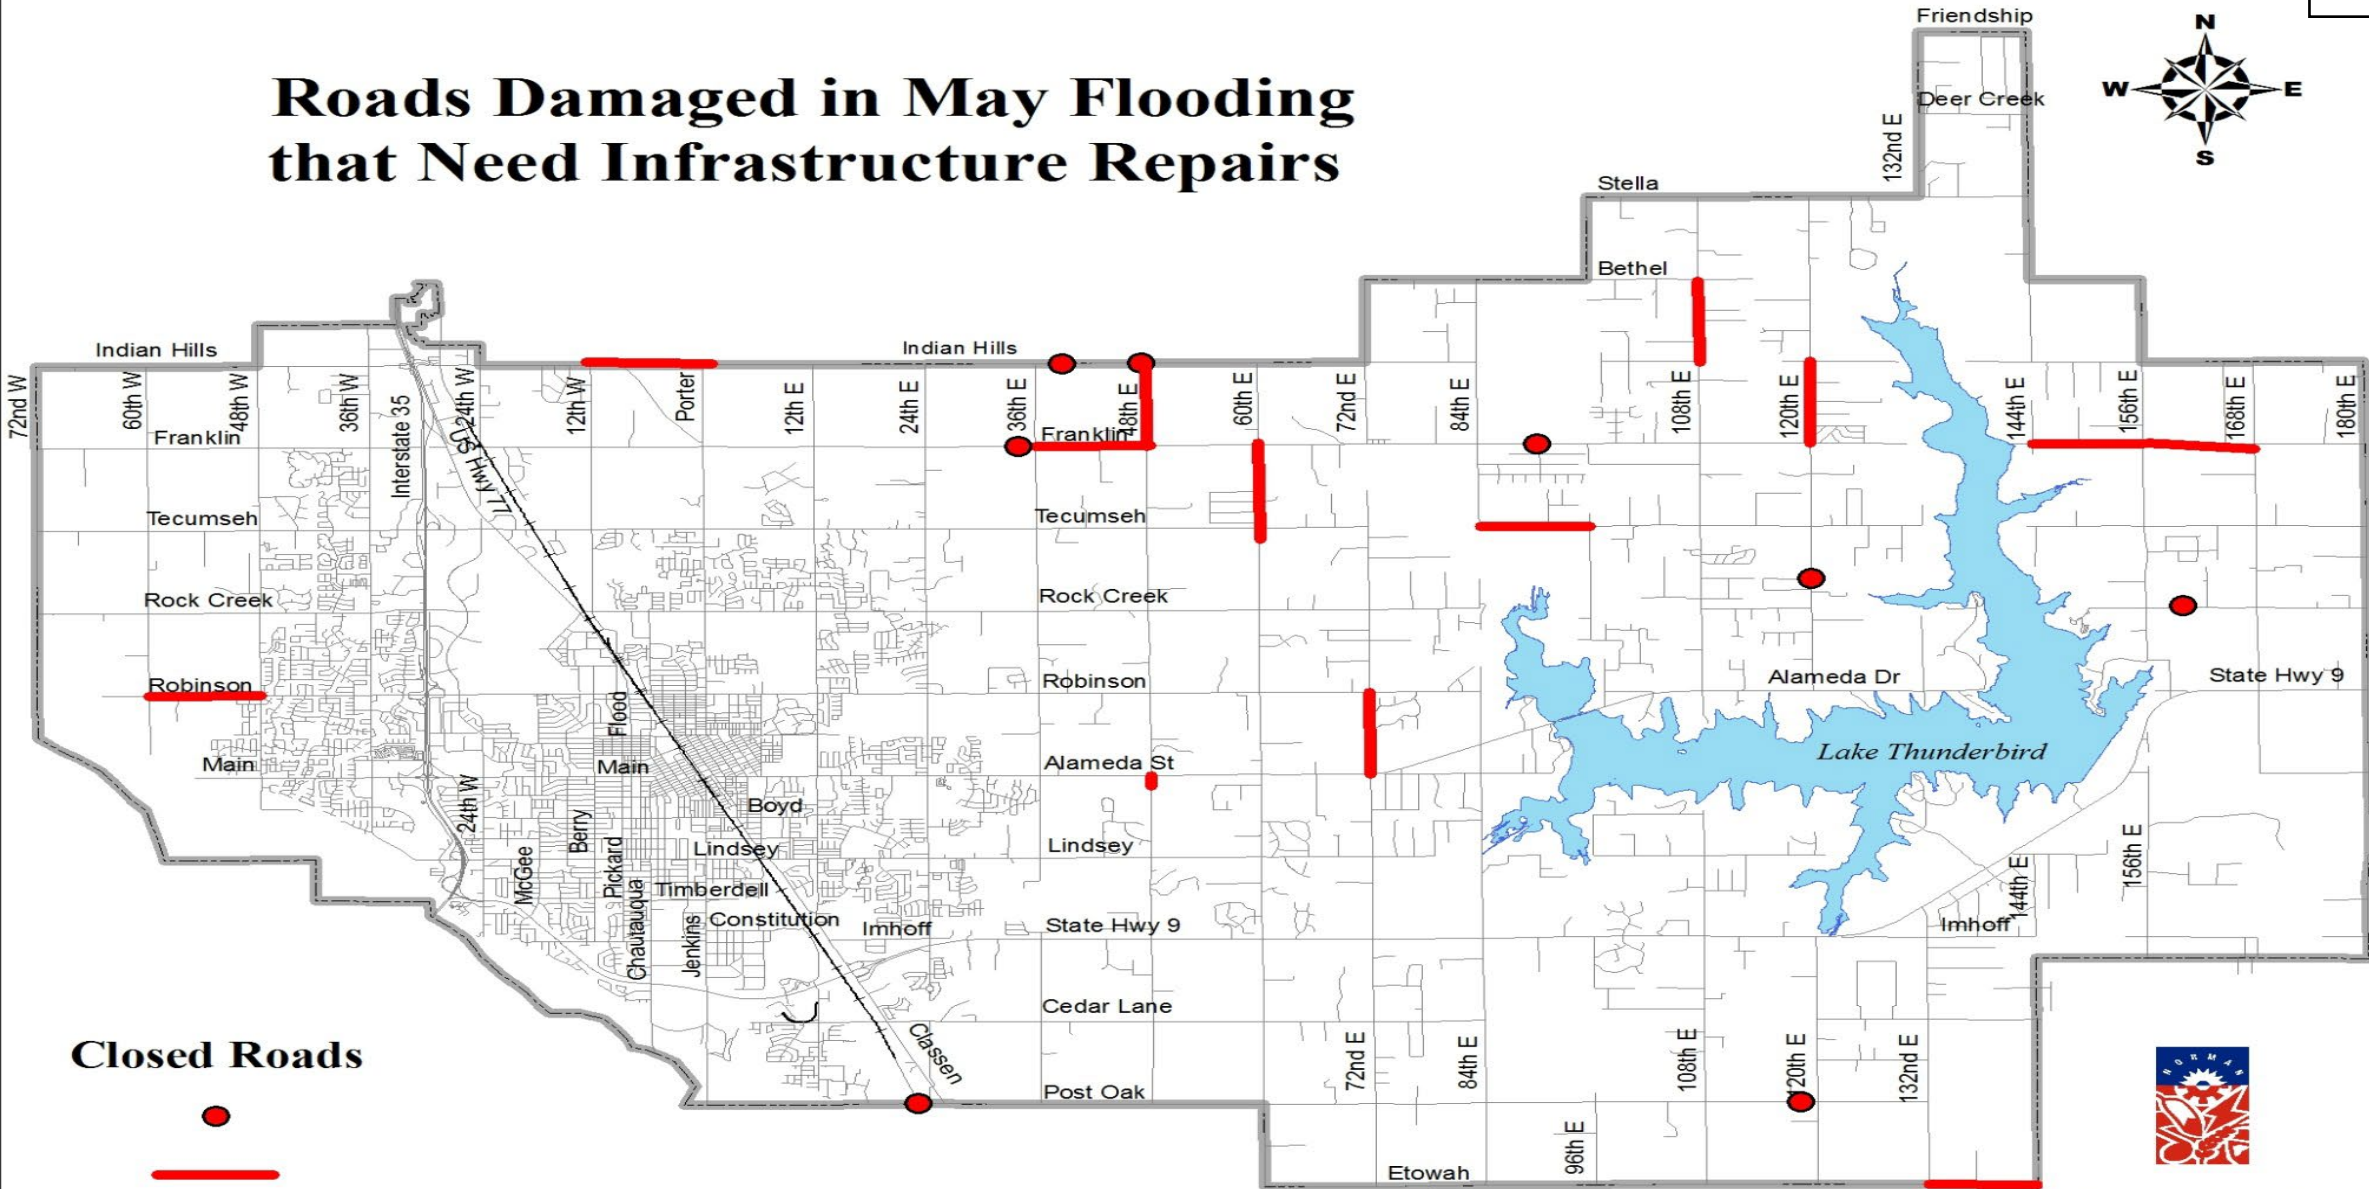 Friendship
N
Deer Creek
W
E
Roads Damaged in May Flooding
132nd E
that Need Infrastructure Repairs
S
Stella
Bethel
Indian Hills
Indian Hills
72nd W
60th W
48th W
36th W
Interstate 35
24th W
US Hwy 77
12th W
Porter
12th E
24th E
36th E
48th E
60th E
72nd E
84th E
108th E
120th E
144th E
156th E
168th E
180th E
Franklin
Franklin
Tecumseh
Tecumseh
Rock Creek
Rock Creek
Robinson
Robinson
Alameda Dr
State Hwy 9
Flood
Main
Main
Alameda St
Lake Thunderbird
24th W
Boyd
Berry
McGee
Pickard
Lindsey
Lindsey
156th E
Chautauqua
Timberdell
144th E
Jenkins
Constitution
Imhoff
State Hwy 9
Imhoff
Cedar Lane
Classen
Closed Roads
72nd E
84th E
108th E
120th E
132nd E
NORMAN
Post Oak
96th E
Etowah